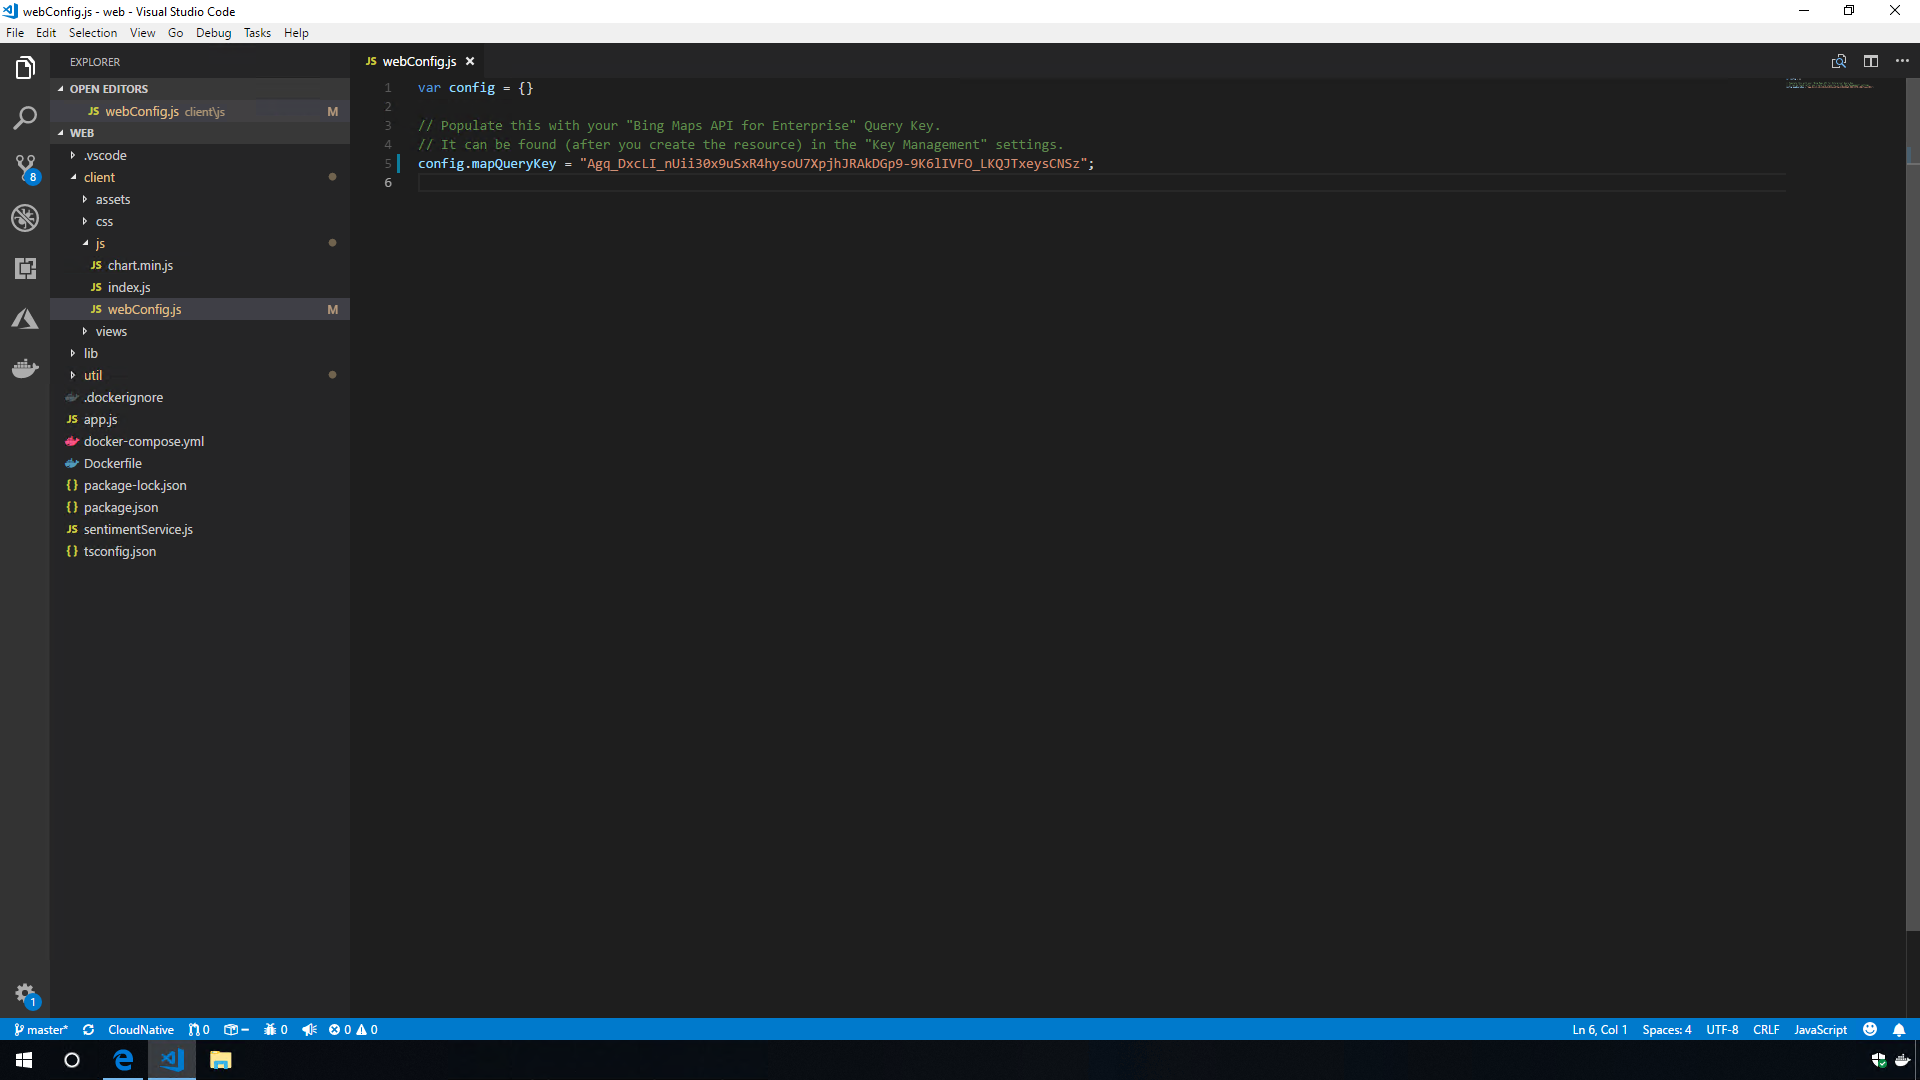 webConfig.js - web - Visual Studio Code
File Edit Selection View Go Debug Tasks Help
EXPLORER
OPEN EDITORS
JS webConfig.js client\js M
WEB
.vscode
client
assets
css
js
JS chart.min.js
JS index.js
JS webConfig.js M
views
lib
util
.dockerignore
JS app.js
docker-compose.yml
Dockerfile
{} package-lock.json
{} package.json
JS sentimentService.js
{} tsconfig.json
8
1
JS webConfig.js
1 var config = {}
2
3 // Populate this with your "Bing Maps API for Enterprise" Query Key.
4 // It can be found (after you create the resource) in the "Key Management" settings.
5 config.mapQueryKey = "Agq_DxcLI_nUii30x9uSxR4hysoU7XpjhJRAkDGp9-9K6lIVFO_LKQJTxeysCNSz";
6
master* CloudNative 0 0 0 0 Ln 6, Col 1 Spaces: 4 UTF-8 CRLF JavaScript